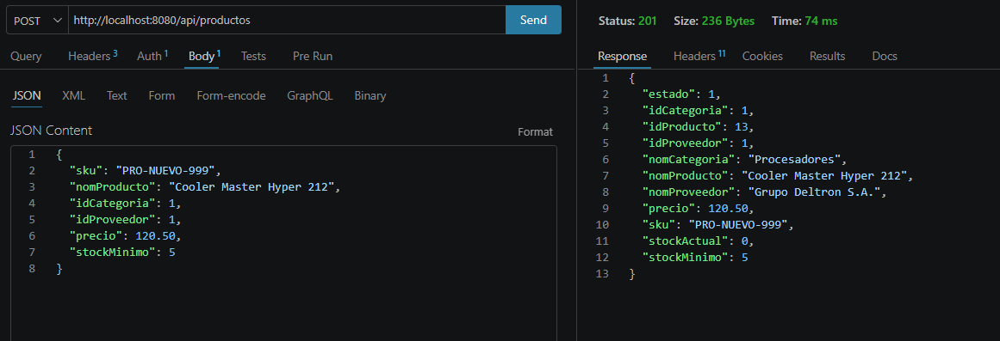 POST http://localhost:8080/api/productos Send
Query Headers 3 Auth 1 Body 1 Tests Pre Run
JSON XML Text Form Form-encode GraphQL Binary
JSON Content Format
1 {
2 "sku": "PRO-NUEVO-999",
3 "nomProducto": "Cooler Master Hyper 212",
4 "idCategoria": 1,
5 "idProveedor": 1,
6 "precio": 120.50,
7 "stockMinimo": 5
8 }
Status: 201 Size: 236 Bytes Time: 74 ms
Response Headers 11 Cookies Results Docs
1 {
2 "estado": 1,
3 "idCategoria": 1,
4 "idProducto": 13,
5 "idProveedor": 1,
6 "nomCategoria": "Procesadores",
7 "nomProducto": "Cooler Master Hyper 212",
8 "nomProveedor": "Grupo Deltron S.A.",
9 "precio": 120.50,
10 "sku": "PRO-NUEVO-999",
11 "stockActual": 0,
12 "stockMinimo": 5
13 }